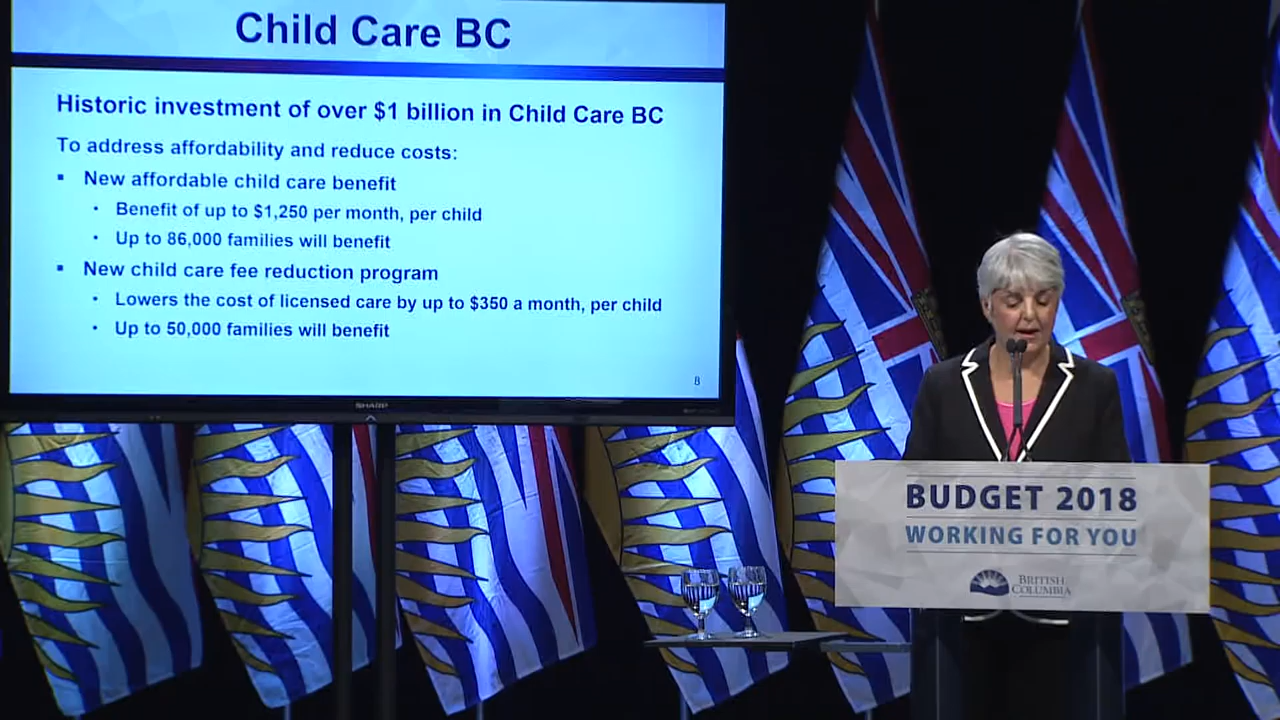 Child Care BC
Historic investment of over $1 billion in Child Care BC
To address affordability and reduce costs:
▪ New affordable child care benefit
• Benefit of up to $1,250 per month, per child
• Up to 86,000 families will benefit
▪ New child care fee reduction program
• Lowers the cost of licensed care by up to $350 a month, per child
• Up to 50,000 families will benefit
8
SHARP
BUDGET 2018
WORKING FOR YOU
BRITISH
COLUMBIA